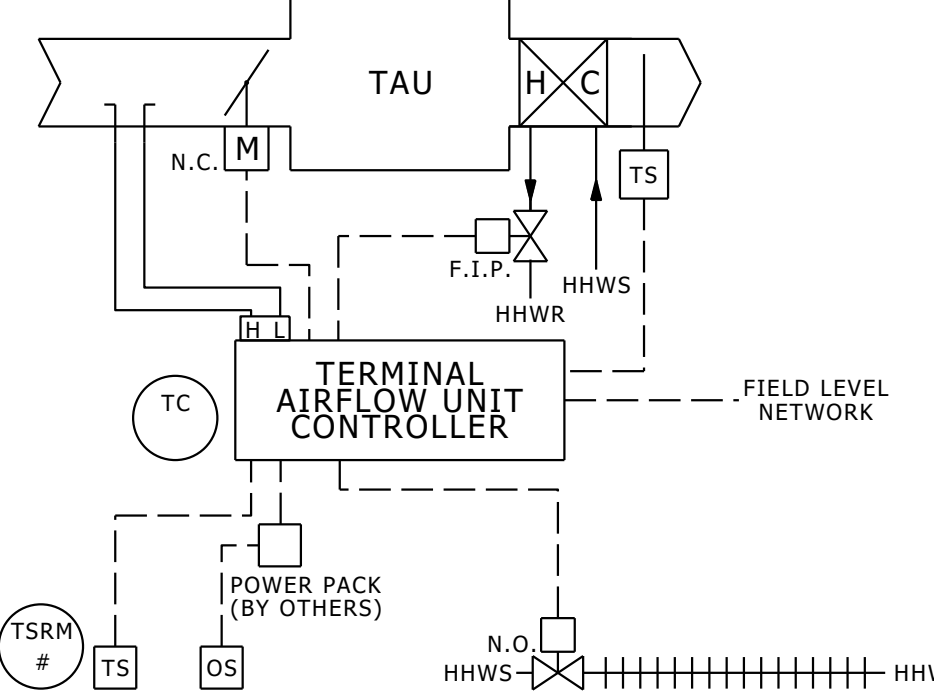 TAU
H C
M
N.C.
TS
F.I.P.
HHWS
HHWR
H L
TERMINAL
AIRFLOW UNIT
CONTROLLER
TC
FIELD LEVEL
NETWORK
POWER PACK
(BY OTHERS)
TSRM
#
TS
OS
N.O.
HHWS